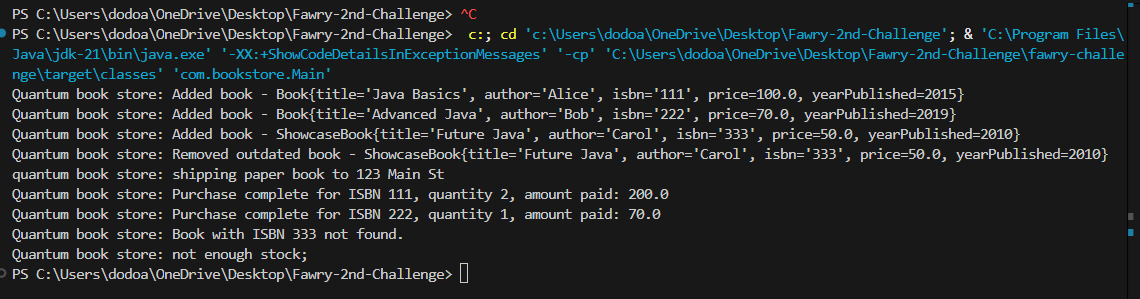 PS C:\Users\dodoa\OneDrive\Desktop\Fawry-2nd-Challenge> ^C
PS C:\Users\dodoa\OneDrive\Desktop\Fawry-2nd-Challenge>  c:; cd 'c:\Users\dodoa\OneDrive\Desktop\Fawry-2nd-Challenge'; & 'C:\Program Files\
Java\jdk-21\bin\java.exe' '-XX:+ShowCodeDetailsInExceptionMessages' '-cp' 'C:\Users\dodoa\OneDrive\Desktop\Fawry-2nd-Challenge\fawry-challe
nge\target\classes' 'com.bookstore.Main'
Quantum book store: Added book - Book{title='Java Basics', author='Alice', isbn='111', price=100.0, yearPublished=2015}
Quantum book store: Added book - Book{title='Advanced Java', author='Bob', isbn='222', price=70.0, yearPublished=2019}
Quantum book store: Added book - ShowcaseBook{title='Future Java', author='Carol', isbn='333', price=50.0, yearPublished=2010}
Quantum book store: Removed outdated book - ShowcaseBook{title='Future Java', author='Carol', isbn='333', price=50.0, yearPublished=2010}
quantum book store: shipping paper book to 123 Main St
Quantum book store: Purchase complete for ISBN 111, quantity 2, amount paid: 200.0
Quantum book store: Purchase complete for ISBN 222, quantity 1, amount paid: 70.0
Quantum book store: Book with ISBN 333 not found.
Quantum book store: not enough stock;
PS C:\Users\dodoa\OneDrive\Desktop\Fawry-2nd-Challenge>